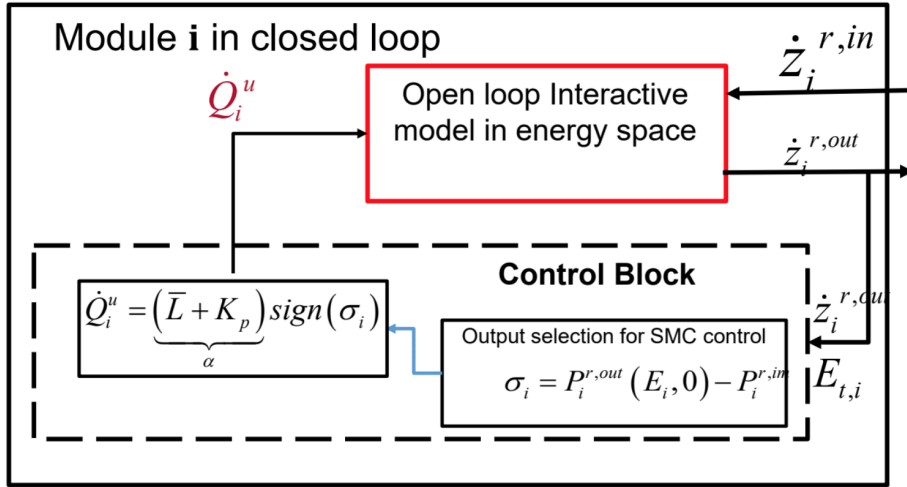 Module i in closed loop
ż_i^{r,in}
Q̇_i^u
Open loop Interactive
model in energy space
ż_i^{r,out}
Control Block
Q̇_i^u = (L̄ + K_p) sign(σ_i)
α
ż_i^{r,out}
Output selection for SMC control
σ_i = P_i^{r,out}(E_i, 0) − P_i^{r,in}
E_{t,i}